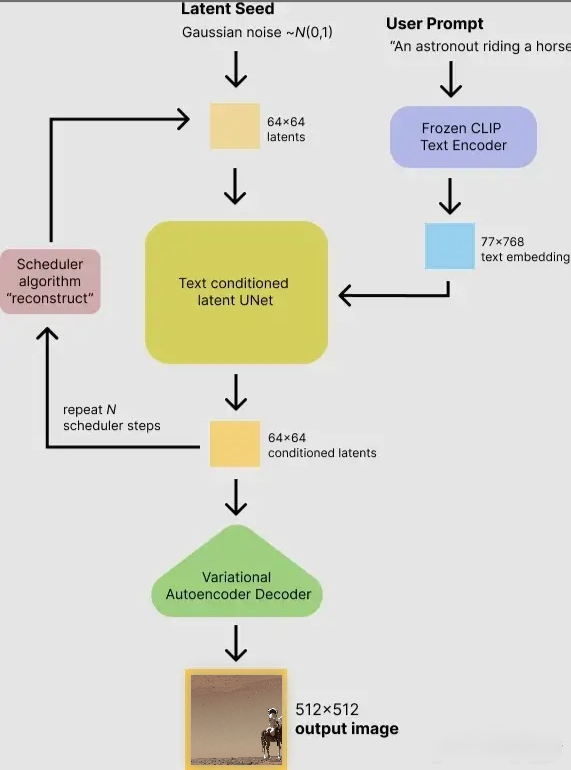 Latent Seed
Gaussian noise ~N(0,1)
User Prompt
“An astronout riding a horse
64×64
latents
Frozen CLIP
Text Encoder
77×768
text embedding
Scheduler
algorithm
“reconstruct”
Text conditioned
latent UNet
repeat N
scheduler steps
64×64
conditioned latents
Variational
Autoencoder Decoder
512×512
output image